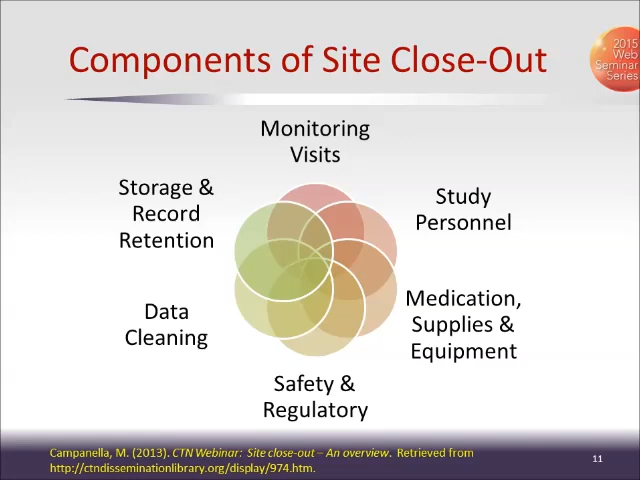 Components of Site Close-Out
2015
Web
Seminar
Series
Monitoring
Visits
Study
Personnel
Medication,
Supplies &
Equipment
Safety &
Regulatory
Data
Cleaning
Storage &
Record
Retention
Campanella, M. (2013). CTN Webinar: Site close-out – An overview. Retrieved from
http://ctndisseminationlibrary.org/display/974.htm.
11